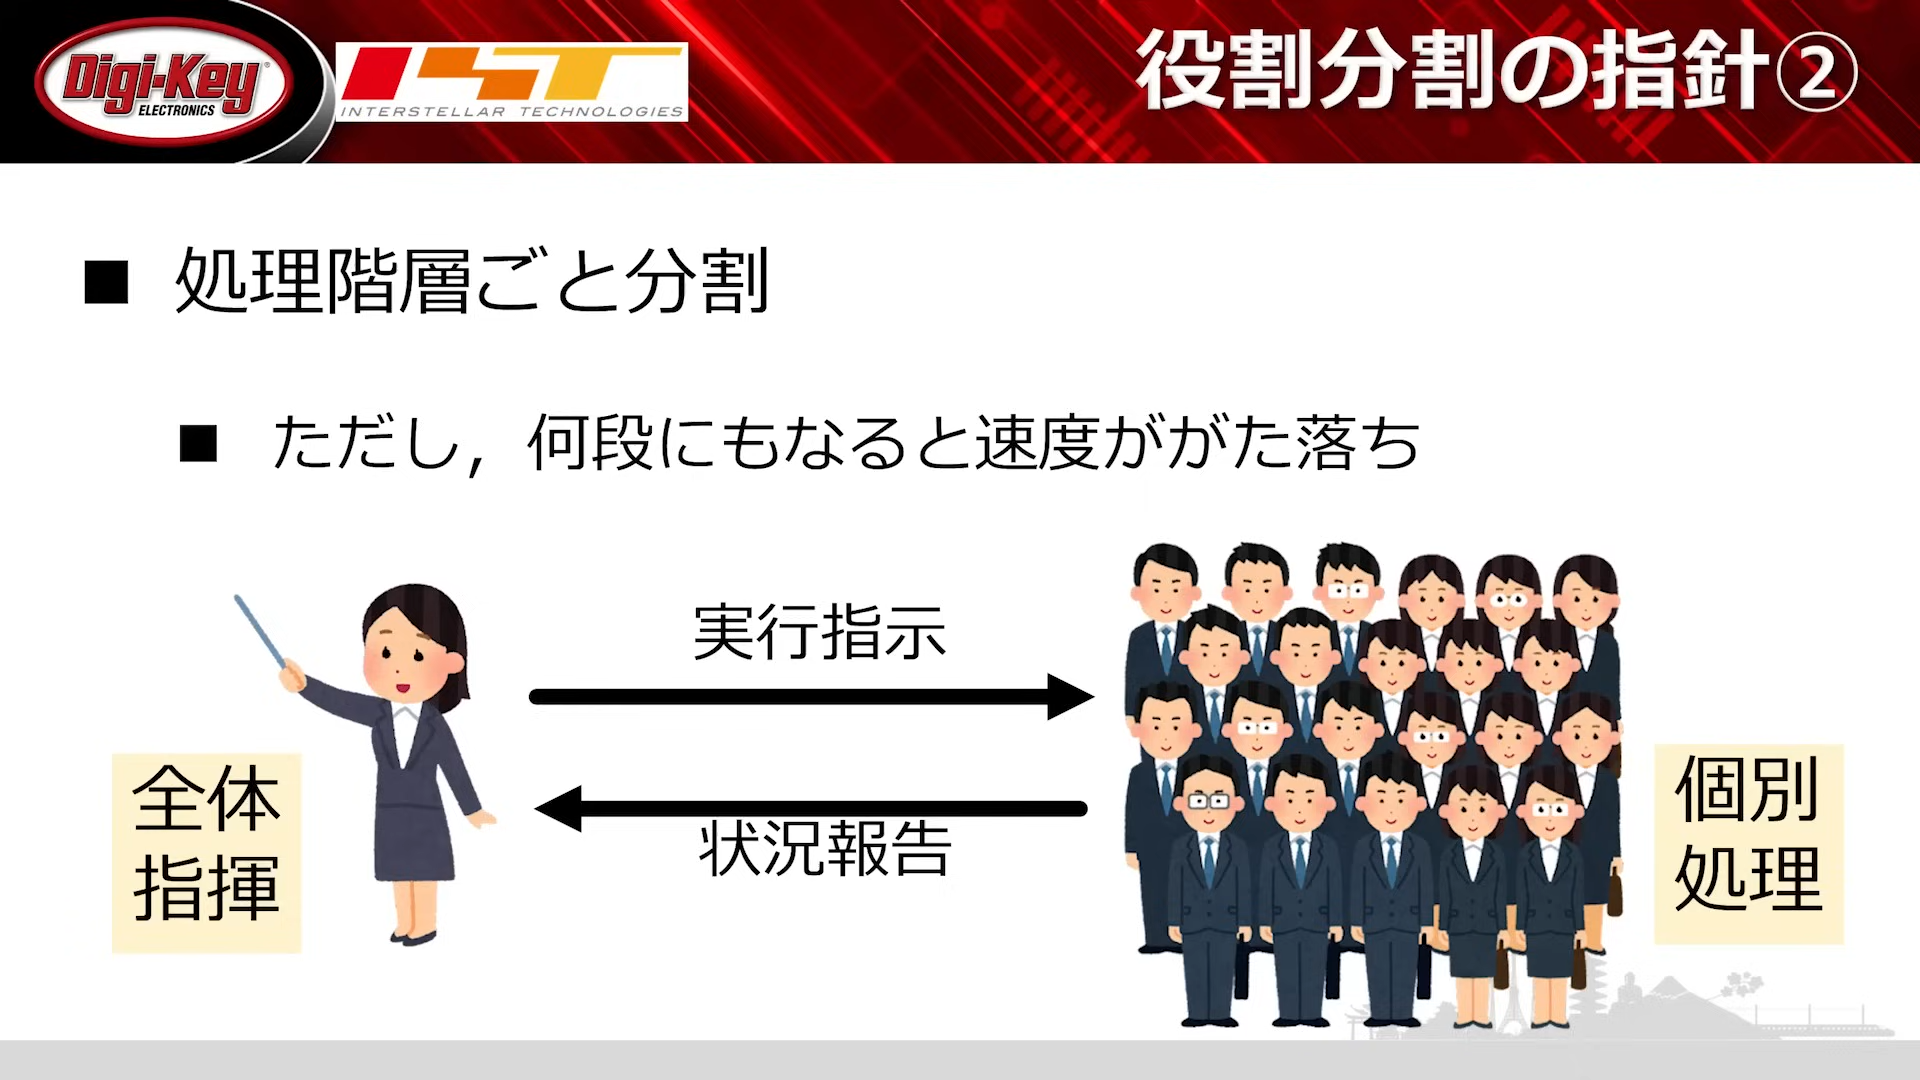 Digi-Key
ELECTRONICS
IST
INTERSTELLAR TECHNOLOGIES
役割分割の指針②
■ 処理階層ごと分割
■ ただし，何段にもなると速度ががた落ち
実行指示
状況報告
全体
指揮
個別
処理